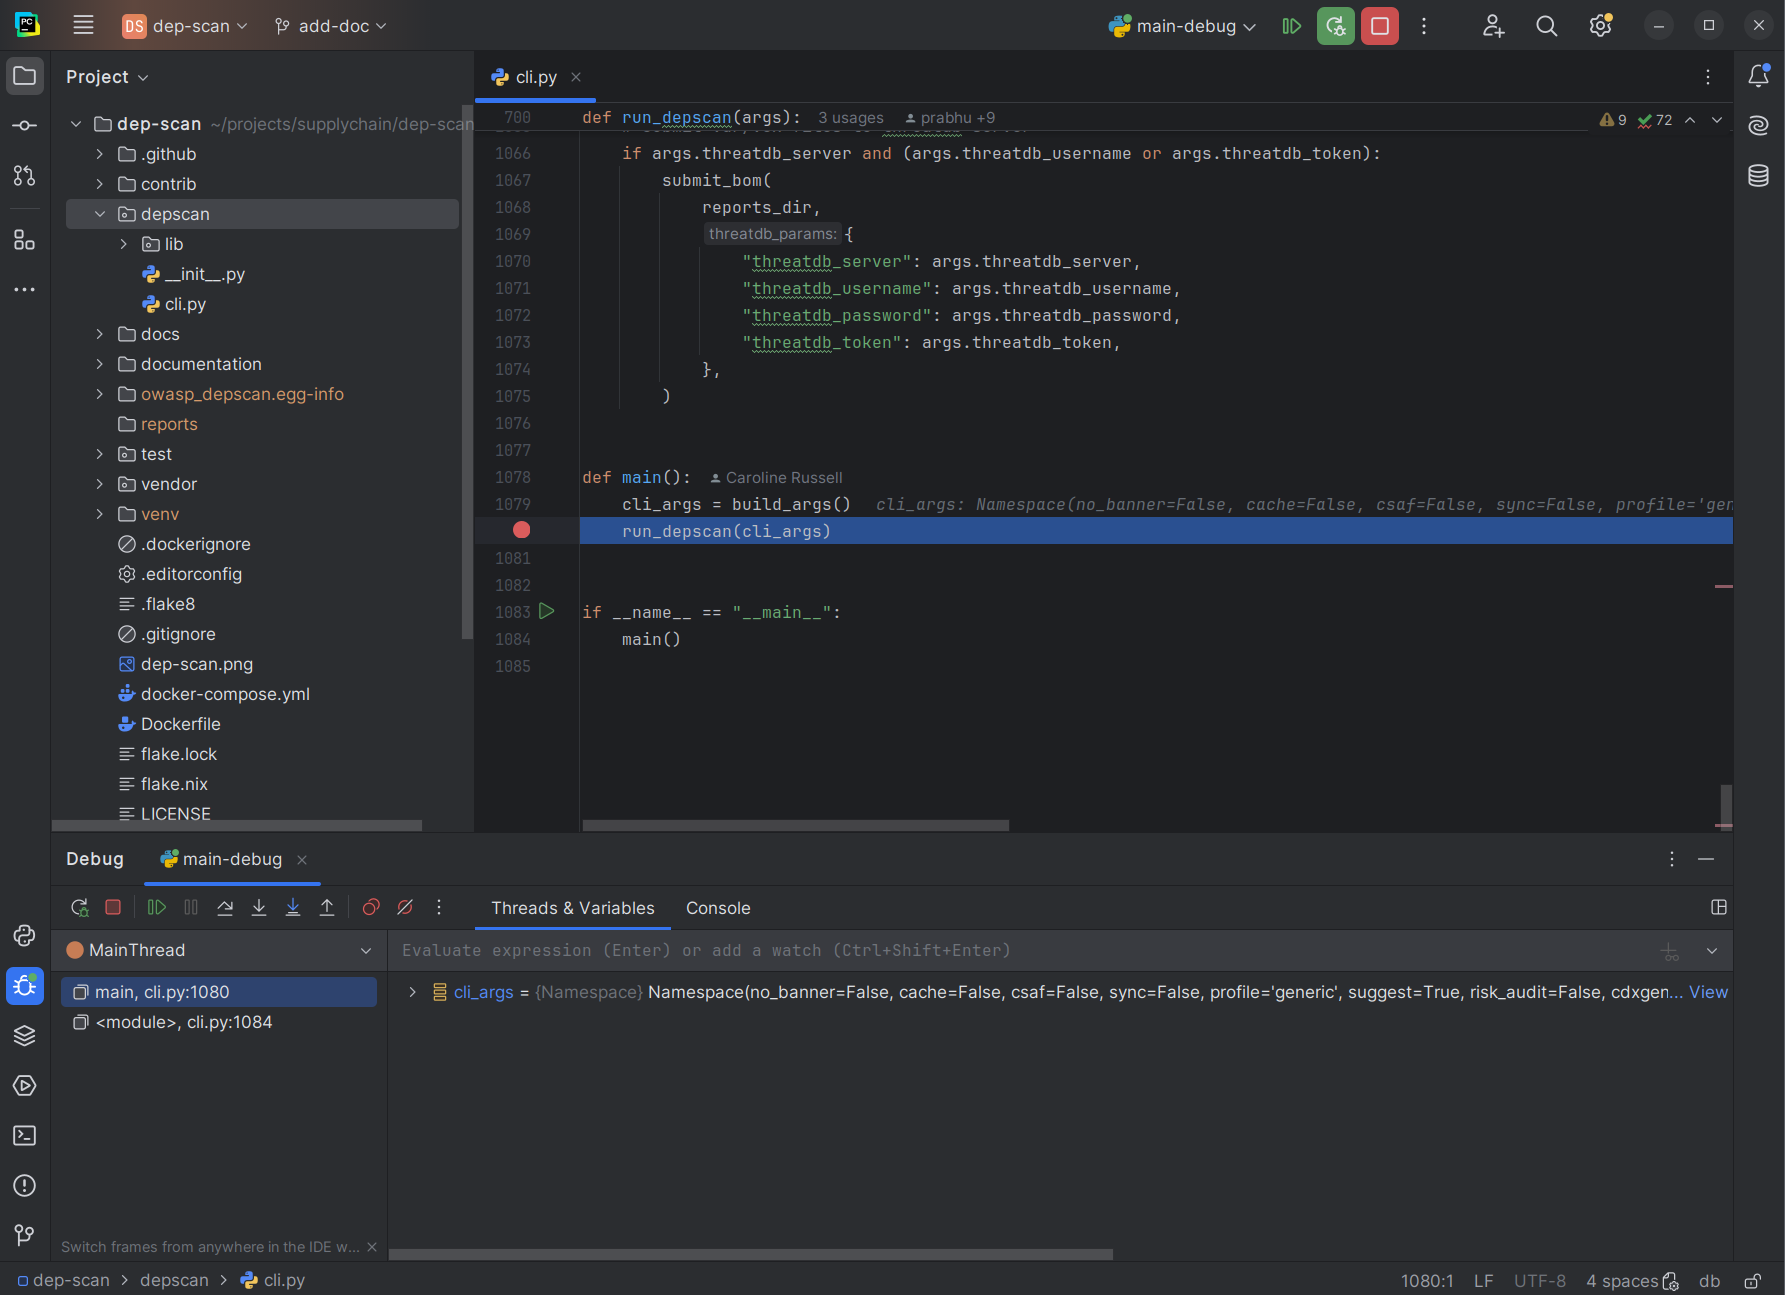 PC
DS dep-scan
add-doc
main-debug
Project
dep-scan ~/projects/supplychain/dep-scan
.github
contrib
depscan
lib
__init__.py
cli.py
docs
documentation
owasp_depscan.egg-info
reports
test
vendor
venv
.dockerignore
.editorconfig
.flake8
.gitignore
dep-scan.png
docker-compose.yml
Dockerfile
flake.lock
flake.nix
LICENSE
cli.py
700 def run_depscan(args): 3 usages prabhu +9
9 72
1066 if args.threatdb_server and (args.threatdb_username or args.threatdb_token):
1067 submit_bom(
1068 reports_dir,
1069 threatdb_params: {
1070 "threatdb_server": args.threatdb_server,
1071 "threatdb_username": args.threatdb_username,
1072 "threatdb_password": args.threatdb_password,
1073 "threatdb_token": args.threatdb_token,
1074 },
1075 )
1076
1077
1078 def main(): Caroline Russell
1079 cli_args = build_args() cli_args: Namespace(no_banner=False, cache=False, csaf=False, sync=False, profile='gen
run_depscan(cli_args)
1081
1082
1083 if __name__ == "__main__":
1084 main()
1085
Debug
main-debug
Threads & Variables
Console
MainThread
Evaluate expression (Enter) or add a watch (Ctrl+Shift+Enter)
main, cli.py:1080
<module>, cli.py:1084
cli_args = {Namespace} Namespace(no_banner=False, cache=False, csaf=False, sync=False, profile='generic', suggest=True, risk_audit=False, cdxgen... View
Switch frames from anywhere in the IDE w...
dep-scan > depscan > cli.py
1080:1 LF UTF-8 4 spaces db